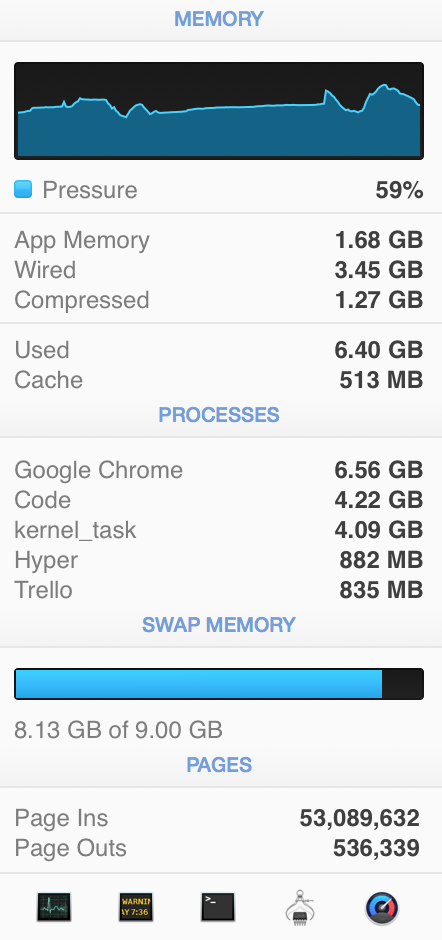 MEMORY
Pressure 59%
App Memory 1.68 GB
Wired 3.45 GB
Compressed 1.27 GB
Used 6.40 GB
Cache 513 MB
PROCESSES
Google Chrome 6.56 GB
Code 4.22 GB
kernel_task 4.09 GB
Hyper 882 MB
Trello 835 MB
SWAP MEMORY
8.13 GB of 9.00 GB
PAGES
Page Ins 53,089,632
Page Outs 536,339
WARNIN
AY 7:36
>_